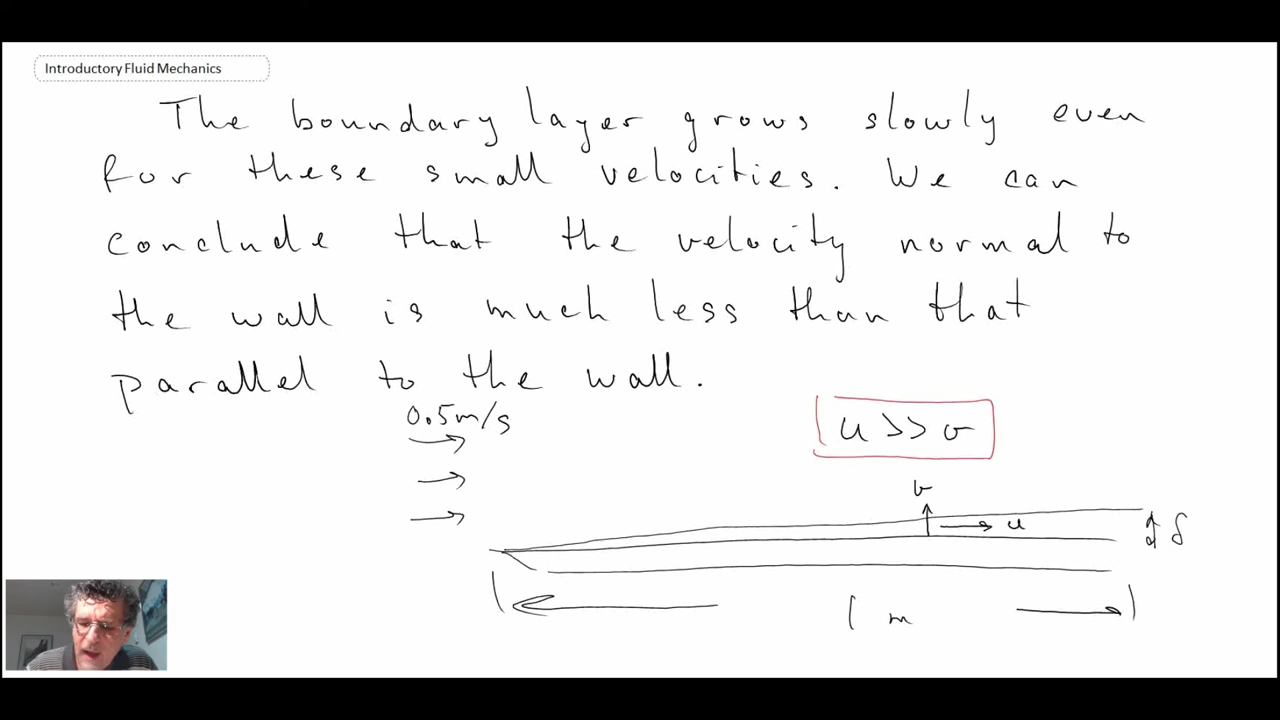 Introductory Fluid Mechanics
The boundary layer grows slowly even
for these small velocities. We can
conclude that the velocity normal to
the wall is much less than that
parallel to the wall.
0.5m/s
u >> v
v
u
δ
1 m